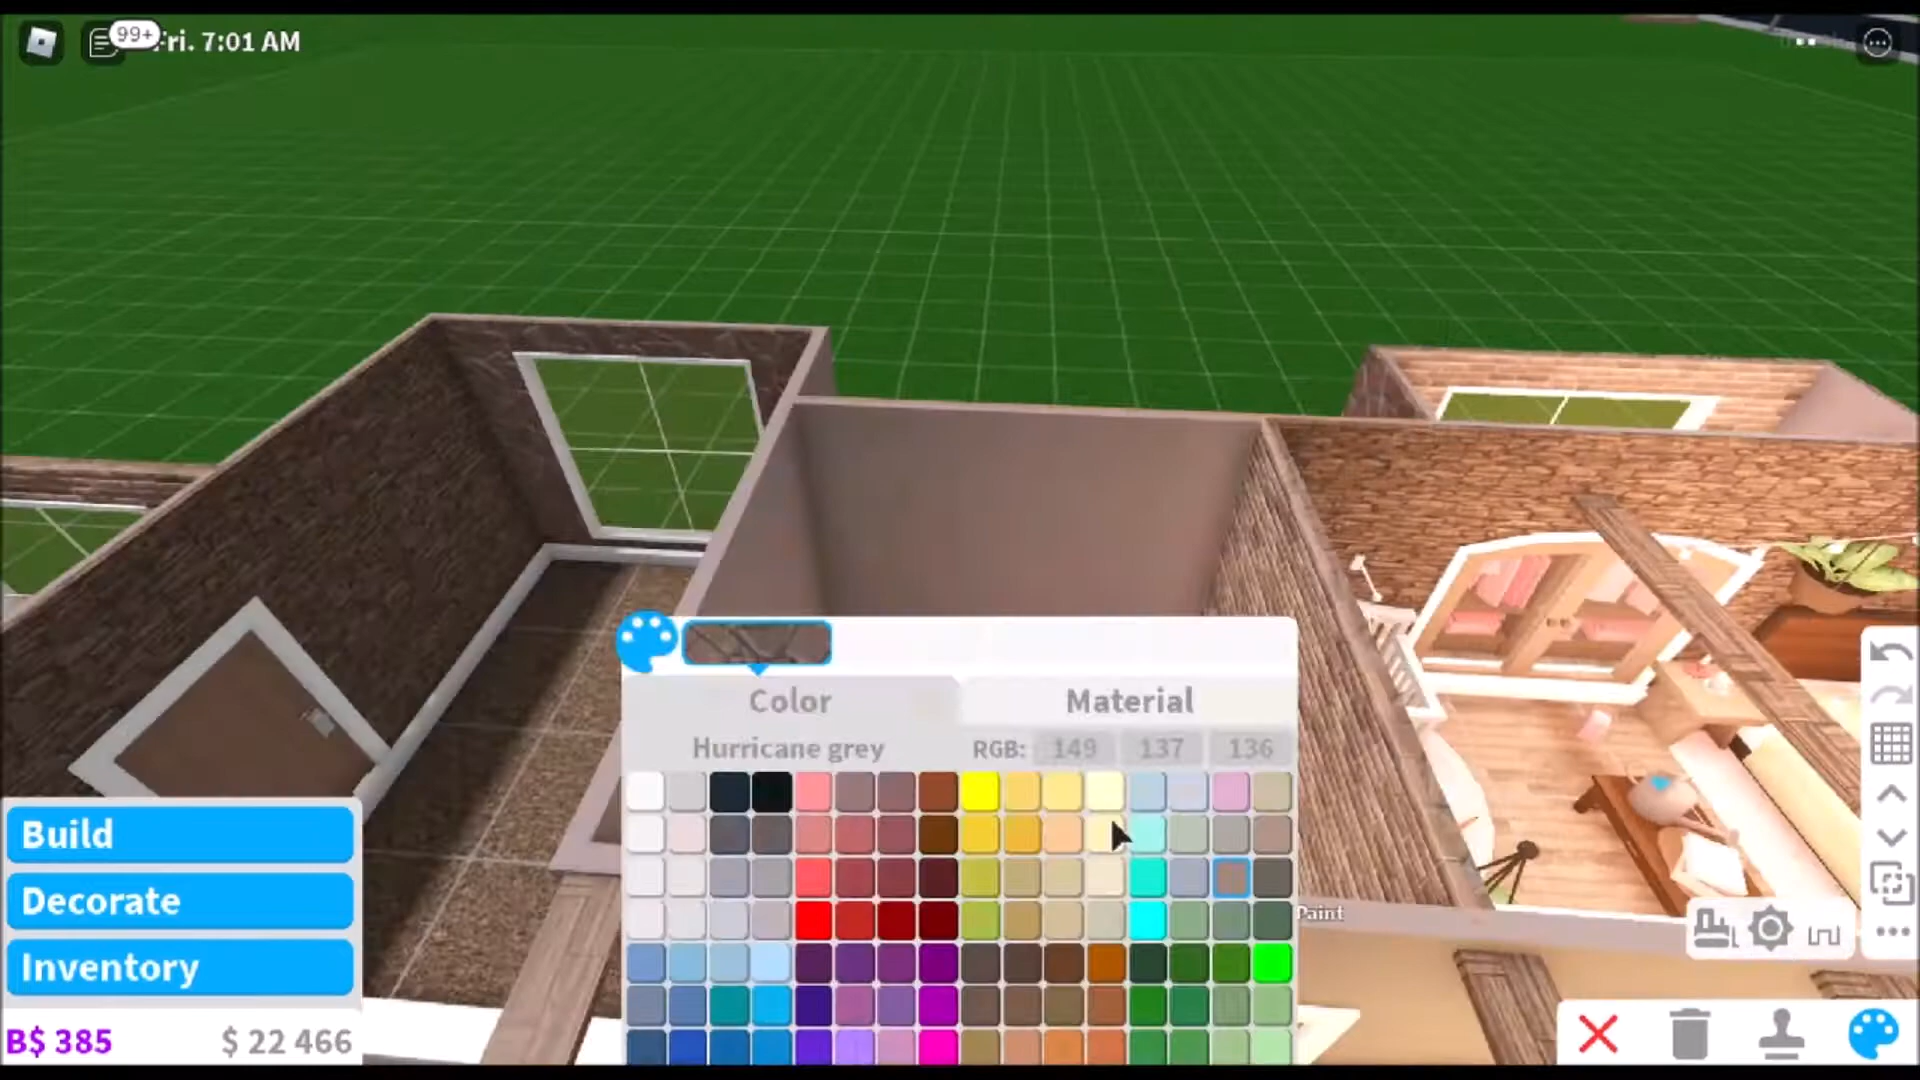 99+
Fri. 7:01 AM
Color
Material
Hurricane grey
RGB: 149 137 136
Paint
Build
Decorate
Inventory
B$ 385
$ 22 466